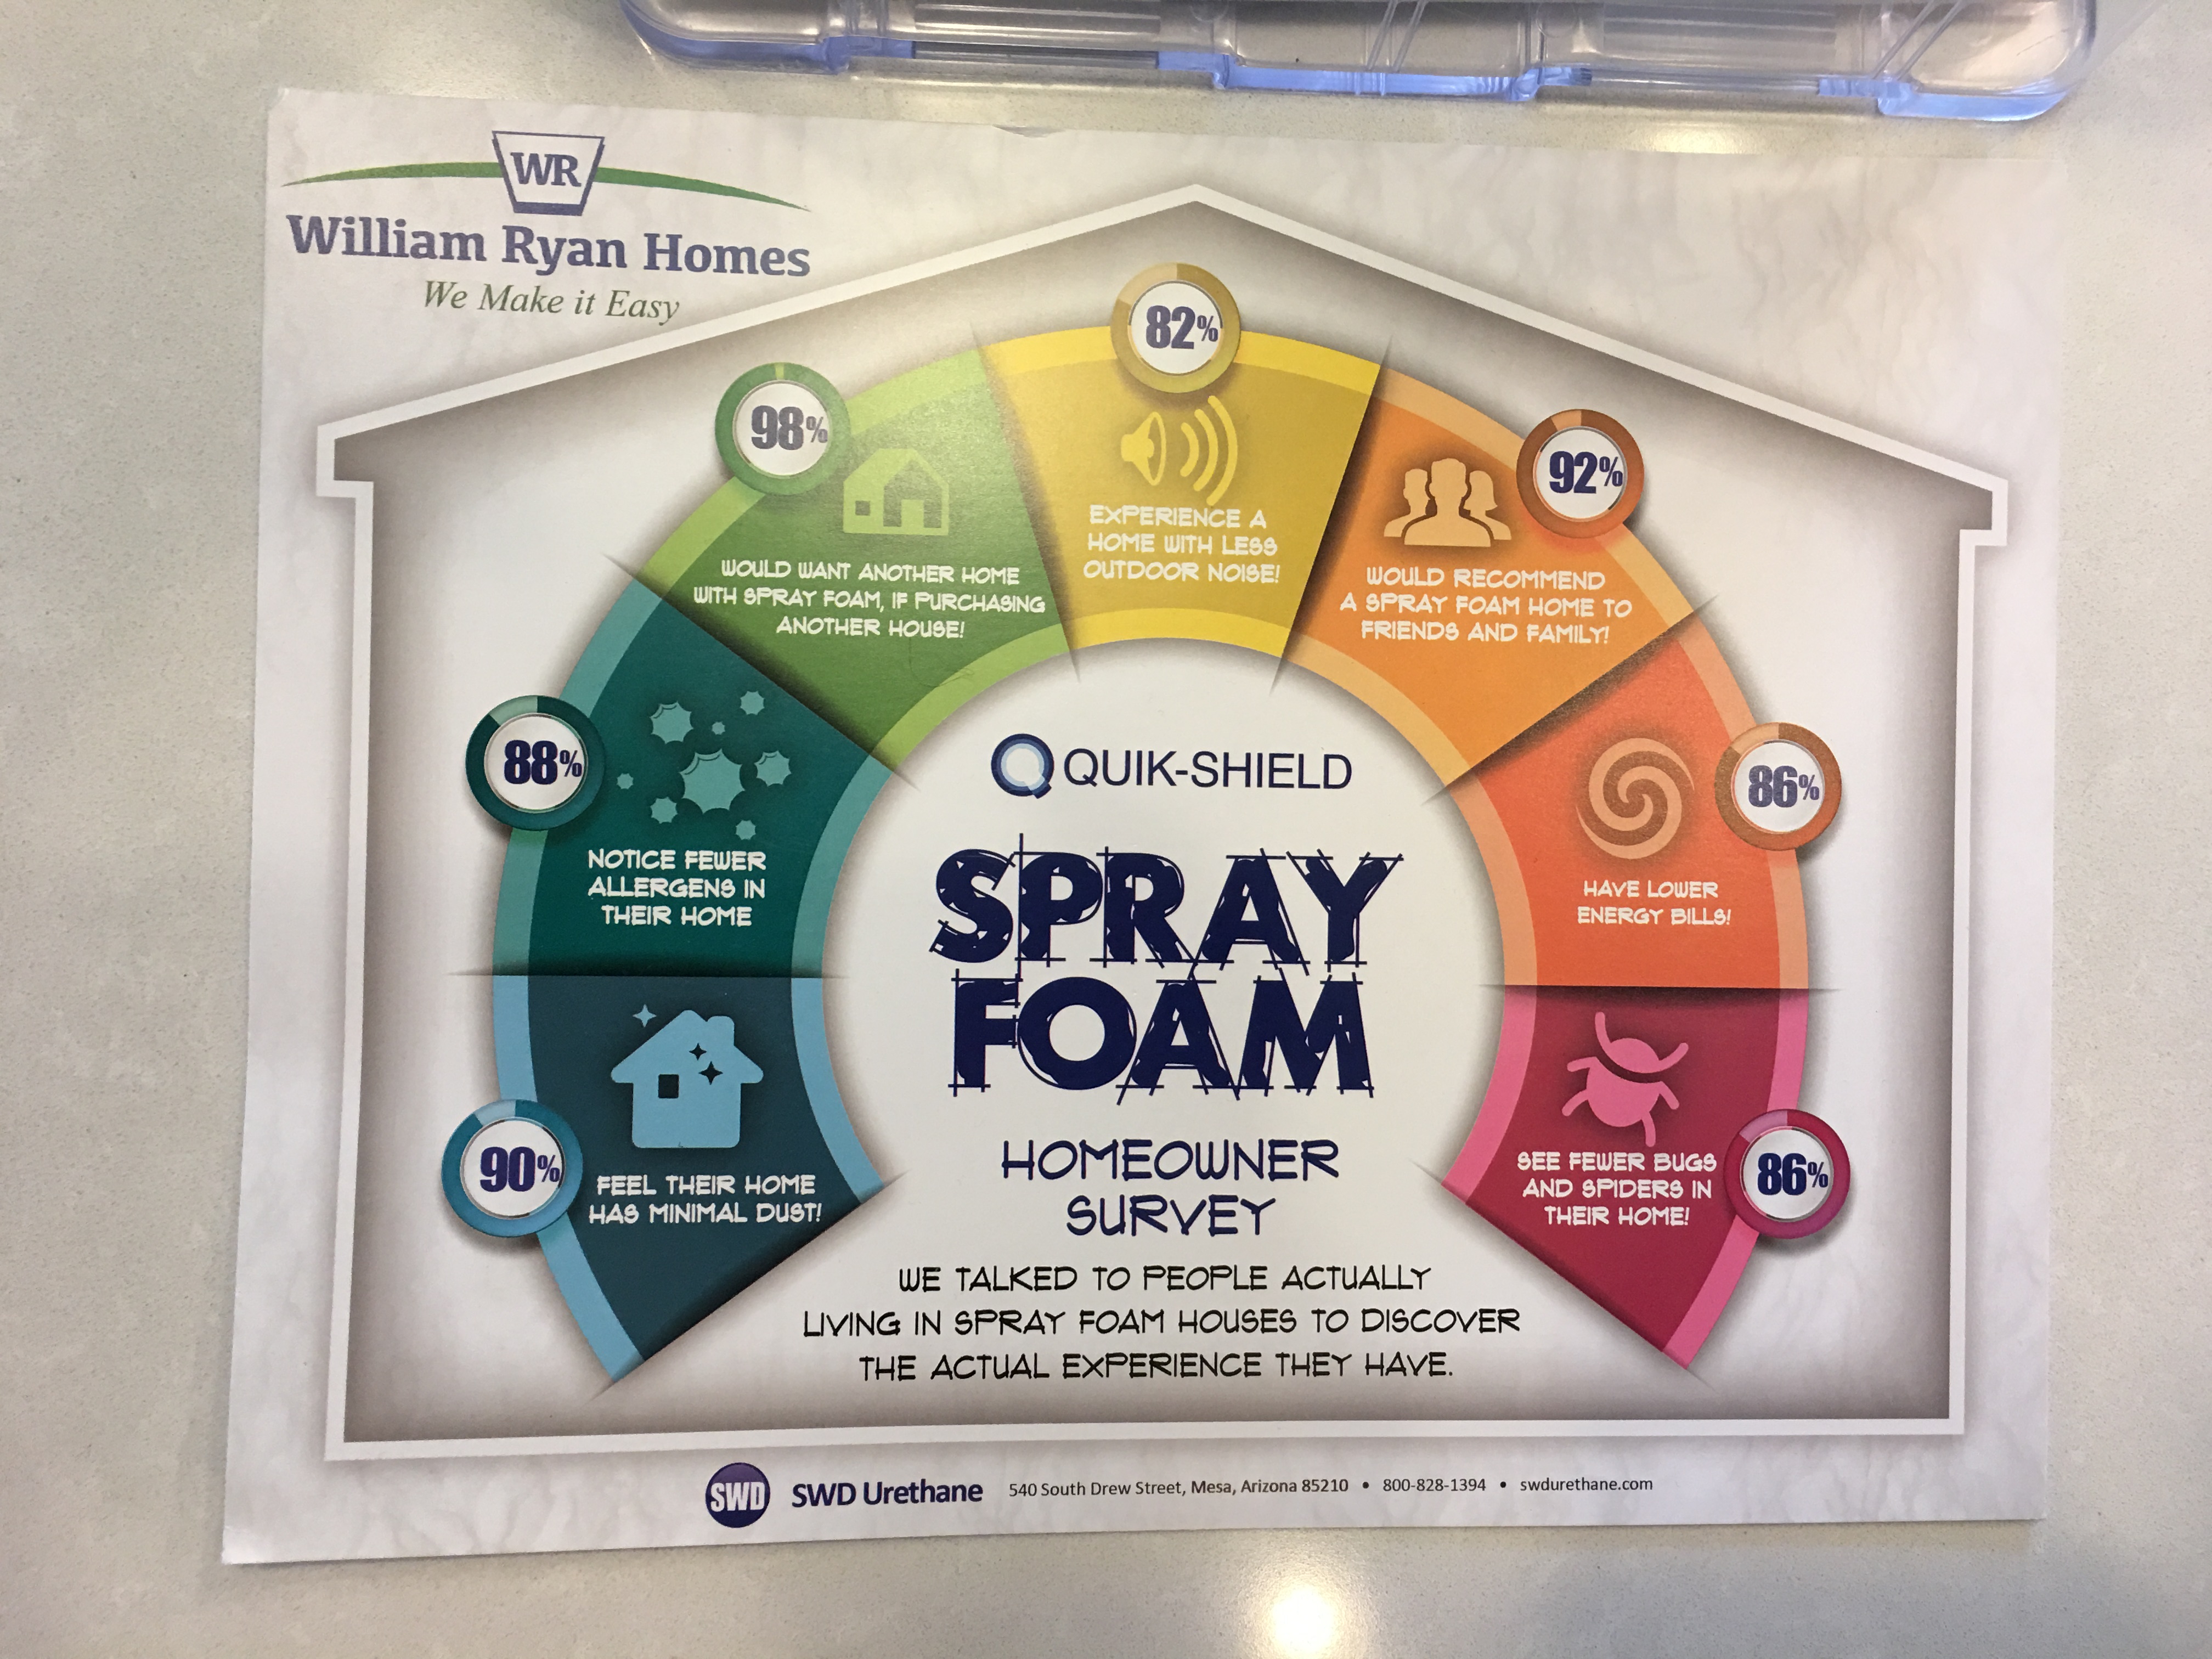 WR
William Ryan Homes
We Make it Easy
90%
FEEL THEIR HOME
HAS MINIMAL DUST!
88%
NOTICE FEWER
ALLERGENS IN
THEIR HOME
98%
WOULD WANT ANOTHER HOME
WITH SPRAY FOAM, IF PURCHASING
ANOTHER HOUSE!
82%
EXPERIENCE A
HOME WITH LESS
OUTDOOR NOISE!
92%
WOULD RECOMMEND
A SPRAY FOAM HOME TO
FRIENDS AND FAMILY!
86%
HAVE LOWER
ENERGY BILLS!
86%
SEE FEWER BUGS
AND SPIDERS IN
THEIR HOME!
Q QUIK-SHIELD
SPRAY
FOAM
HOMEOWNER
SURVEY
WE TALKED TO PEOPLE ACTUALLY
LIVING IN SPRAY FOAM HOUSES TO DISCOVER
THE ACTUAL EXPERIENCE THEY HAVE.
SWD SWD Urethane 540 South Drew Street, Mesa, Arizona 85210 • 800-828-1394 • swdurethane.com